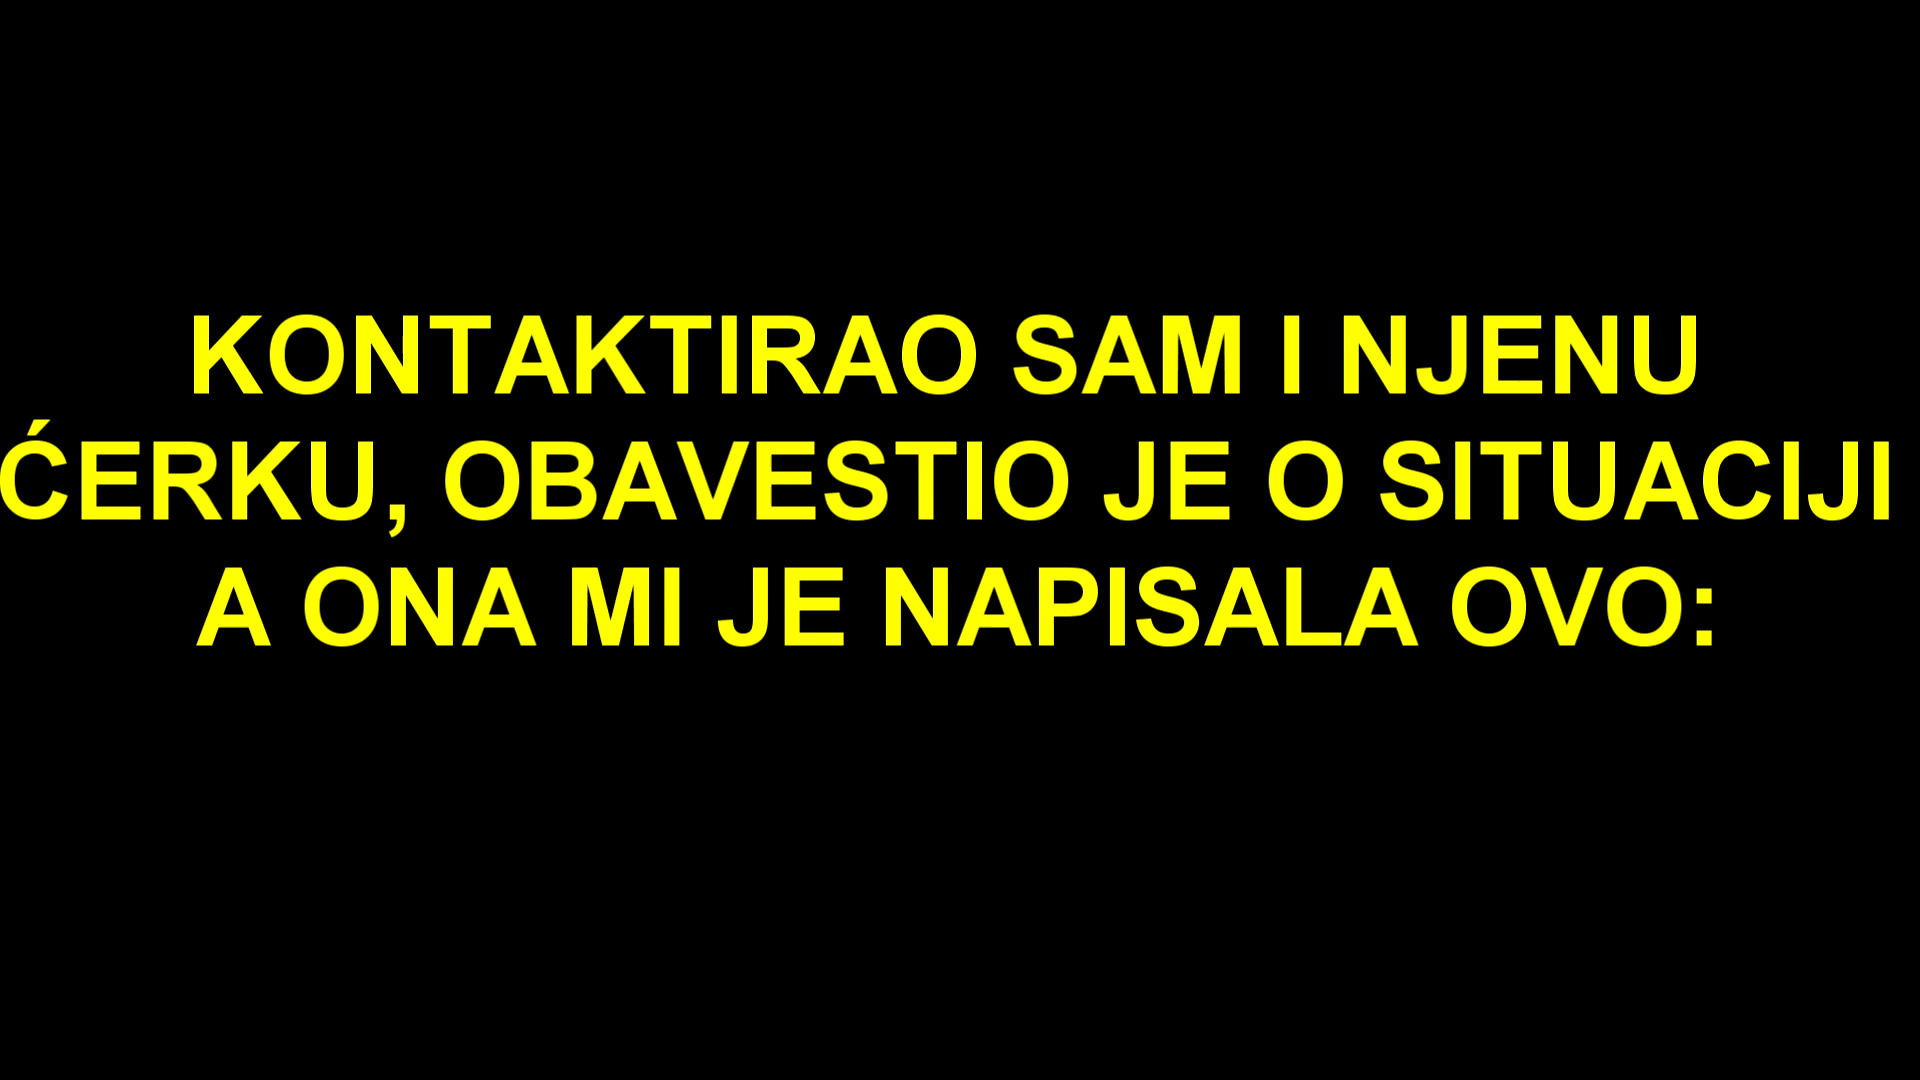 KONTAKTIRAO SAM I NJENU
ĆERKU, OBAVESTIO JE O SITUACIJI
A ONA MI JE NAPISALA OVO: